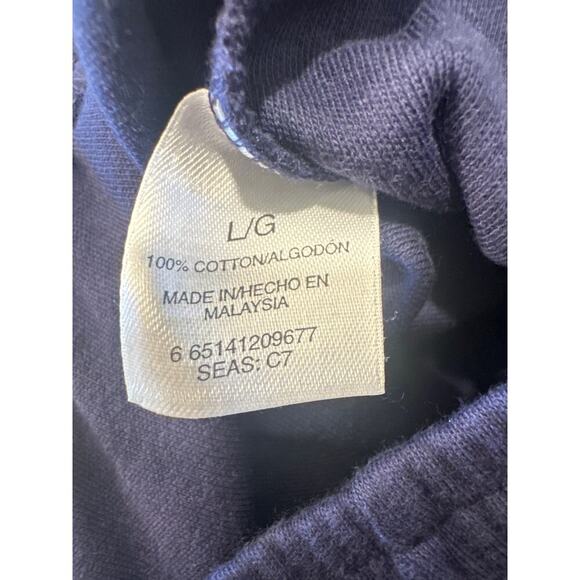 L/G
100% COTTON/ALGODÓN
MADE IN/HECHO EN
MALAYSIA
6 65141209677
SEAS: C7